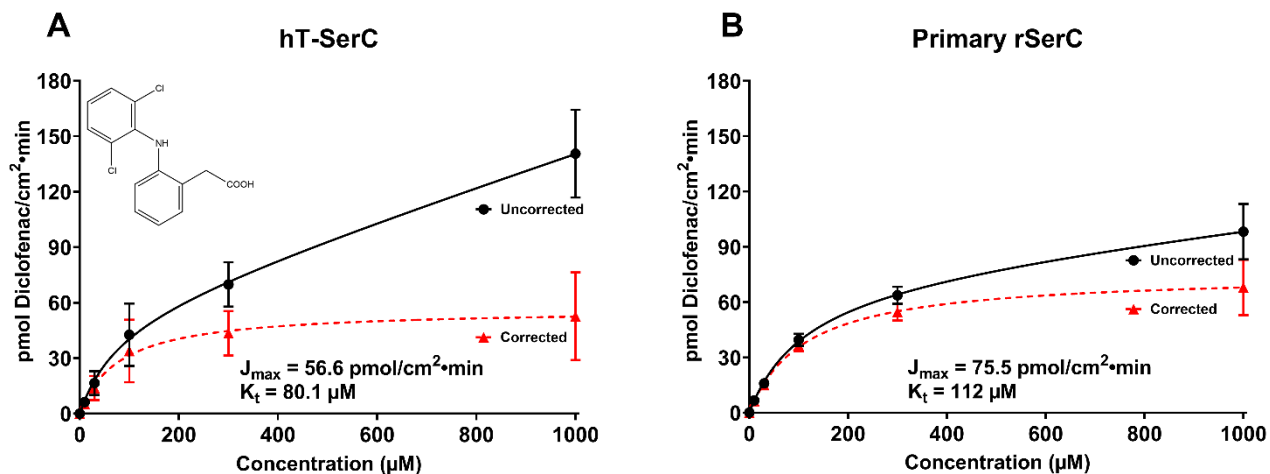 A
hT-SerC
pmol Diclofenac/cm²•min
180
150
120
90
60
30
0
Cl
NH
Cl
COOH
Uncorrected
Corrected
Jmax = 56.6 pmol/cm²•min
Kt = 80.1 µM
0 200 400 600 800 1000
Concentration (µM)
B
Primary rSerC
pmol Diclofenac/cm²•min
180
150
120
90
60
30
0
Uncorrected
Corrected
Jmax = 75.5 pmol/cm²•min
Kt = 112 µM
0 200 400 600 800 1000
Concentration (µM)